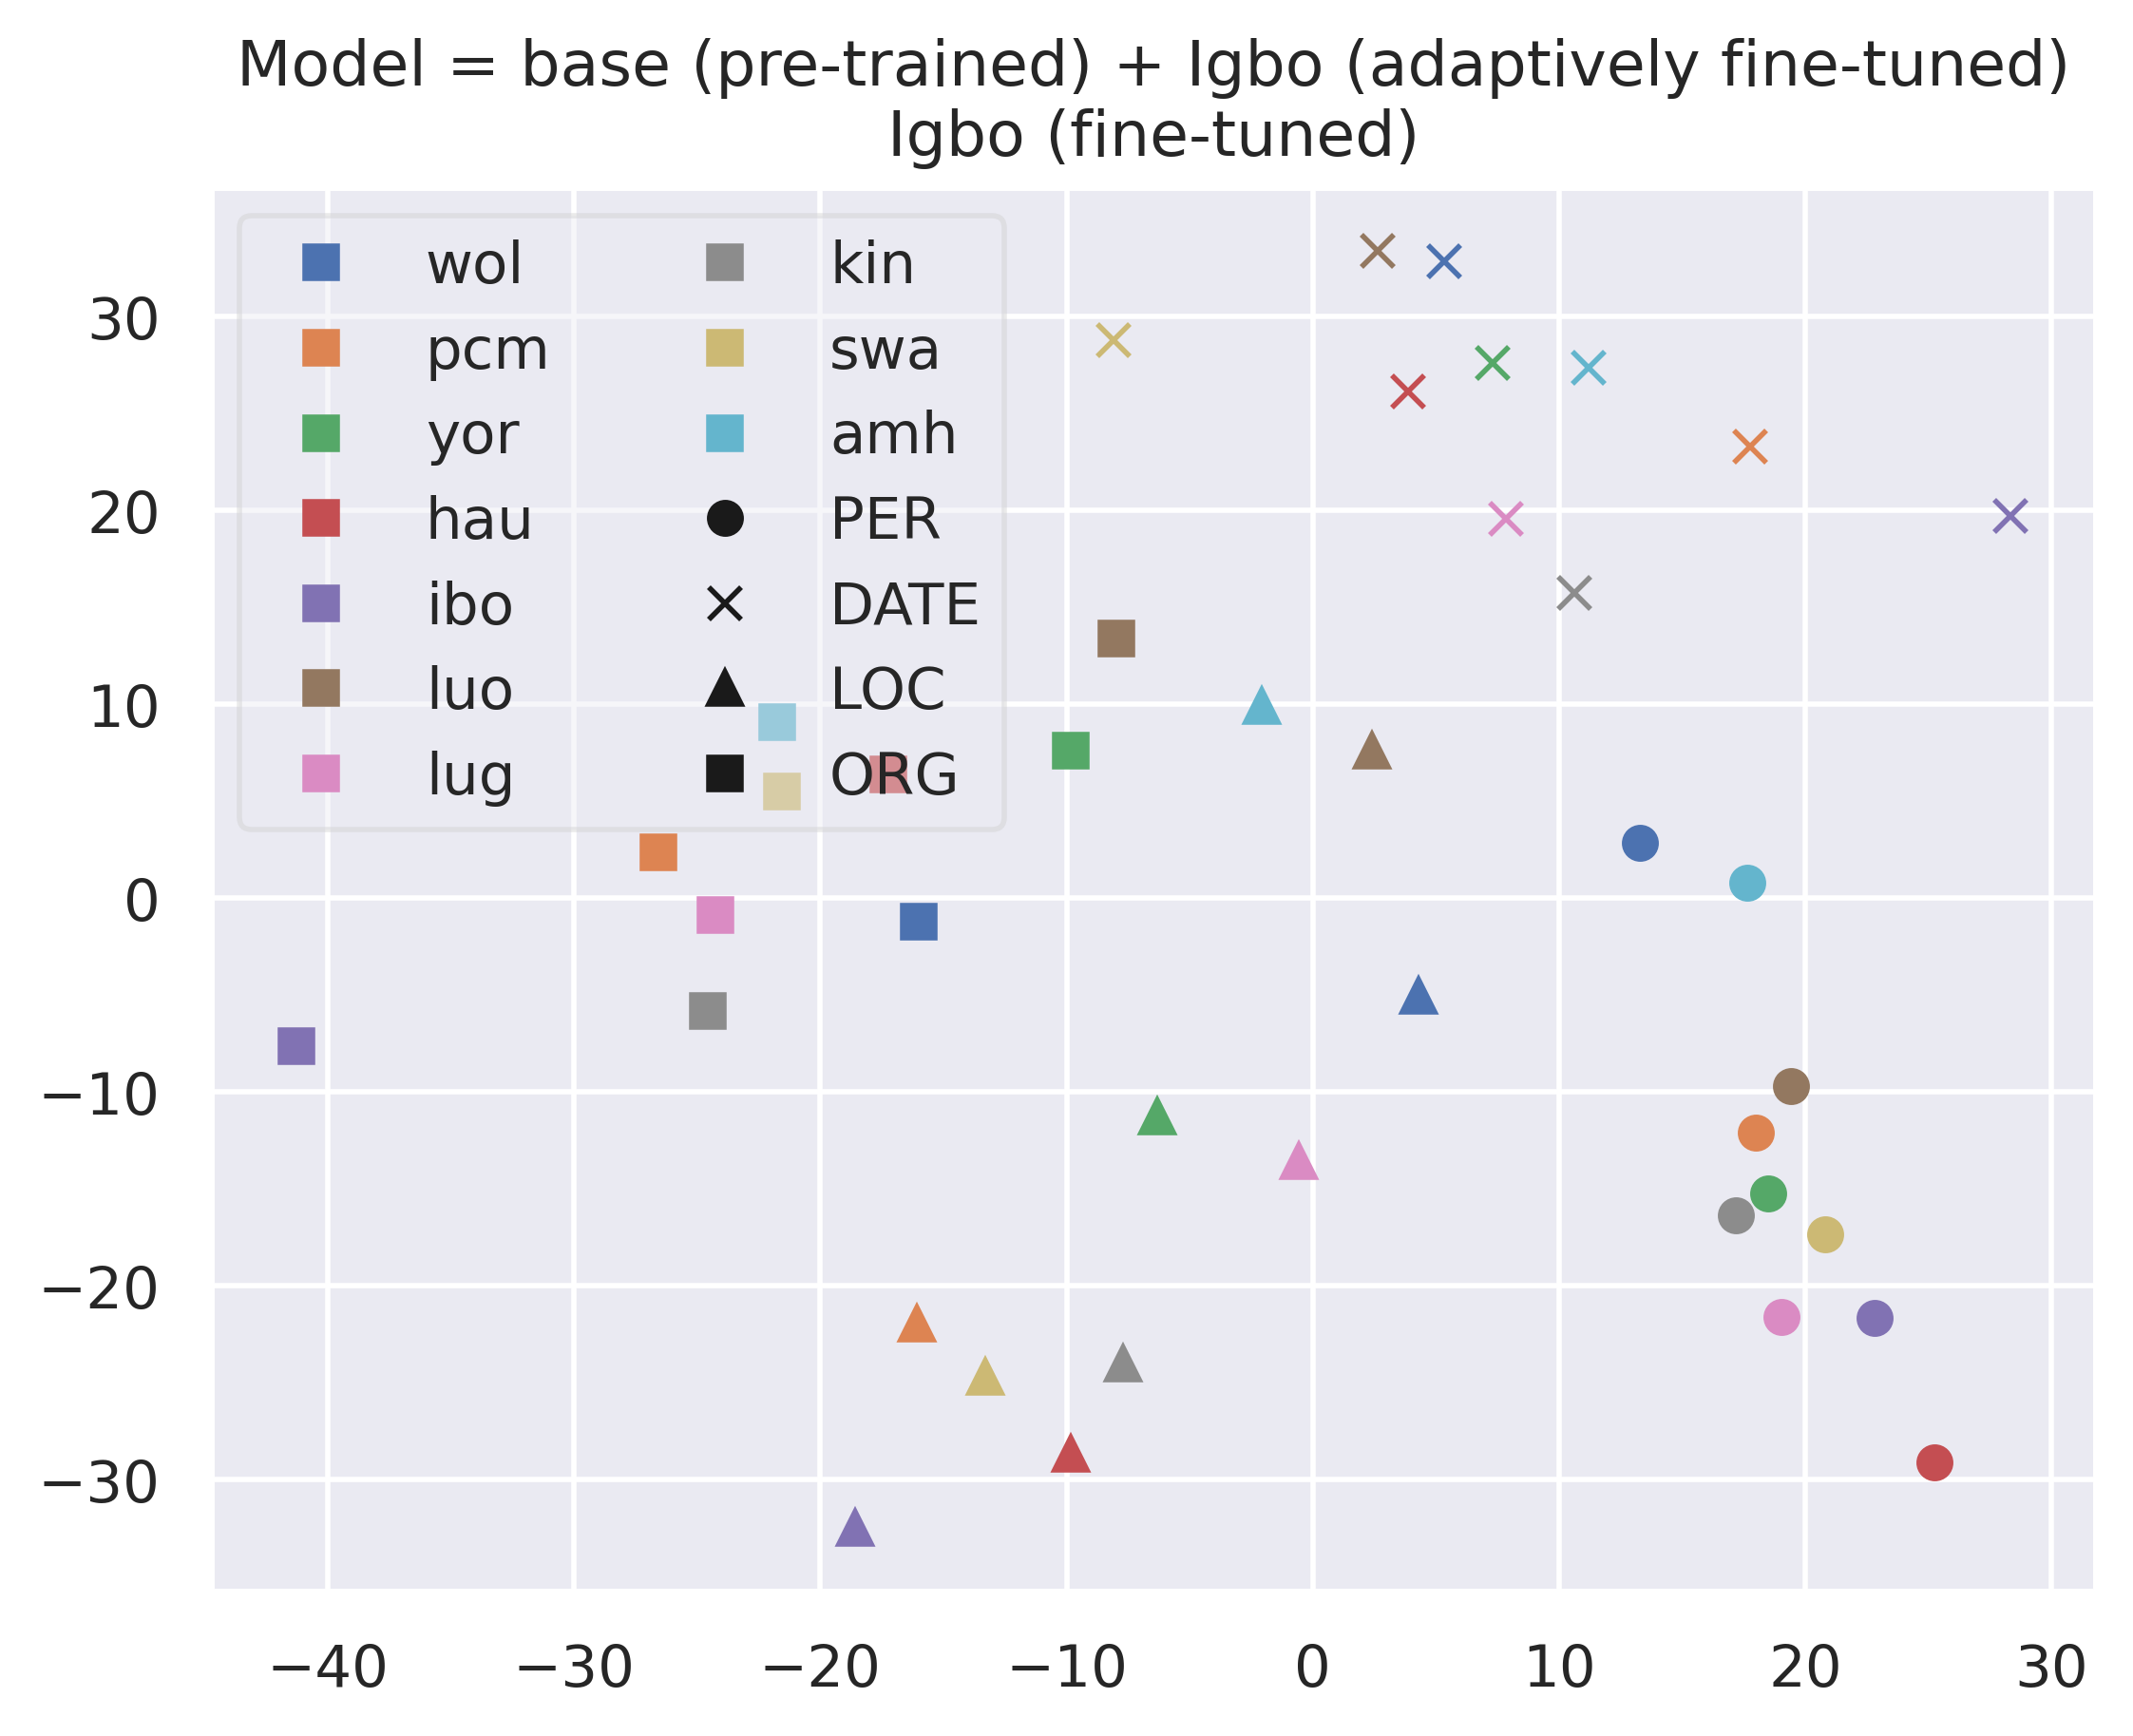 Model = base (pre-trained) + Igbo (adaptively fine-tuned)
Igbo (fine-tuned)
wol
pcm
yor
hau
ibo
luo
lug
kin
swa
amh
PER
DATE
LOC
ORG
30
20
10
0
−10
−20
−30
−40
−30
−20
−10
0
10
20
30